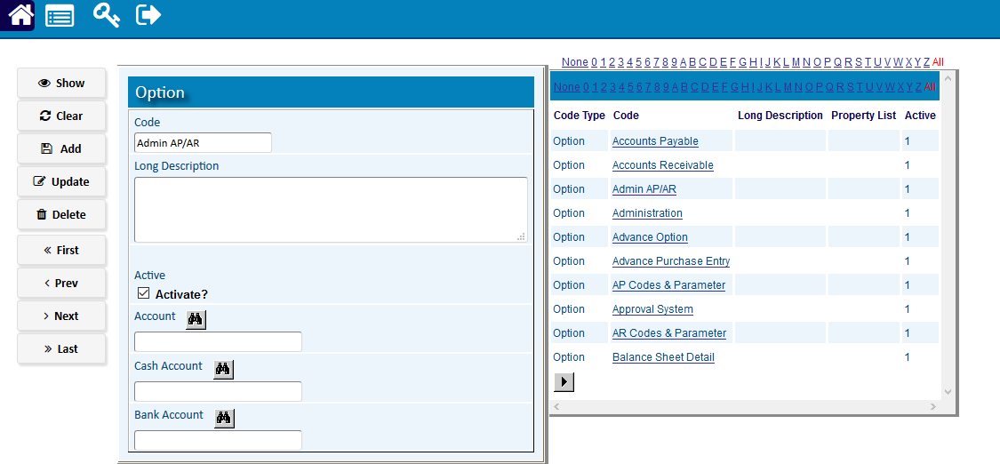 Show
Clear
Add
Update
Delete
First
Prev
Next
Last
Option
Code
Admin AP/AR
Long Description
Active
Activate?
Account
Cash Account
Bank Account
None 0 1 2 3 4 5 6 7 8 9 A B C D E F G H I J K L M N O P Q R S T U V W X Y Z All
None 0 1 2 3 4 5 6 7 8 9 A B C D E F G H I J K L M N O P Q R S T U V W X Y Z All
Code Type Code Long Description Property List Active
Option Accounts Payable 1
Option Accounts Receivable 1
Option Admin AP/AR 1
Option Administration 1
Option Advance Option 1
Option Advance Purchase Entry 1
Option AP Codes & Parameter 1
Option Approval System 1
Option AR Codes & Parameter 1
Option Balance Sheet Detail 1